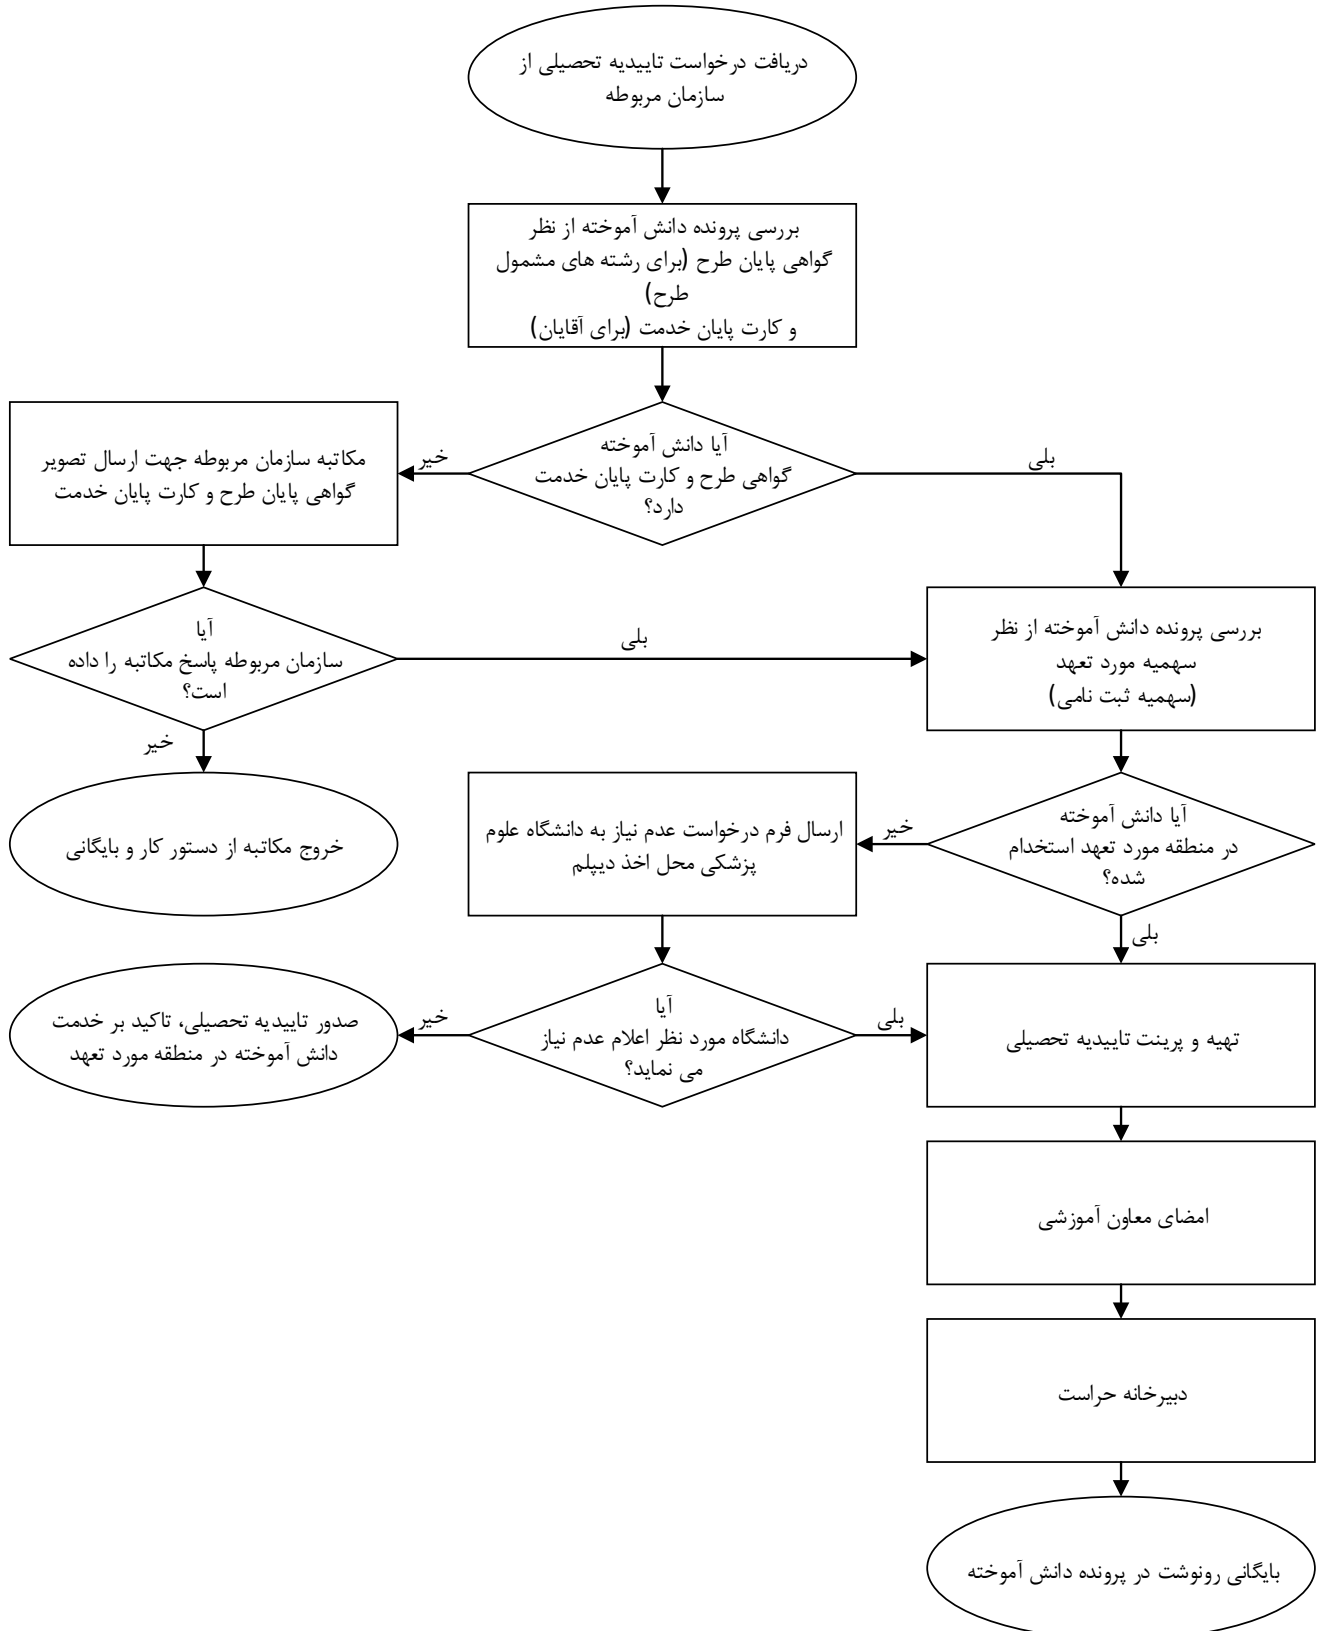 دریافت درخواست تاییدیه تحصیلی از
سازمان مربوطه
بررسی پرونده دانش آموخته از نظر
گواهی پایان طرح (برای رشته های مشمول
طرح)
و کارت پایان خدمت (برای آقایان)
آیا دانش آموخته
گواهی طرح و کارت پایان خدمت
دارد؟
خیر
بلی
مکاتبه سازمان مربوطه جهت ارسال تصویر
گواهی پایان طرح و کارت پایان خدمت
آیا
سازمان مربوطه پاسخ مکاتبه را داده
است؟
بلی
خیر
بررسی پرونده دانش آموخته از نظر
سهمیه مورد تعهد
(سهمیه ثبت نامی)
خروج مکاتبه از دستور کار و بایگانی
آیا دانش آموخته
در منطقه مورد تعهد استخدام
شده؟
خیر
بلی
ارسال فرم درخواست عدم نیاز به دانشگاه علوم
پزشکی محل اخذ دیپلم
آیا
دانشگاه مورد نظر اعلام عدم نیاز
می نماید؟
خیر
بلی
صدور تاییدیه تحصیلی، تاکید بر خدمت
دانش آموخته در منطقه مورد تعهد
تهیه و پرینت تاییدیه تحصیلی
امضای معاون آموزشی
دبیرخانه حراست
بایگانی رونوشت در پرونده دانش آموخته